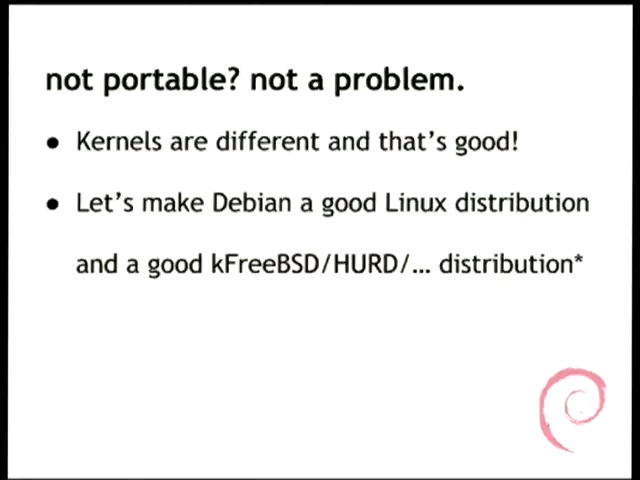 not portable? not a problem.
● Kernels are different and that's good!
● Let's make Debian a good Linux distribution
and a good kFreeBSD/HURD/... distribution*